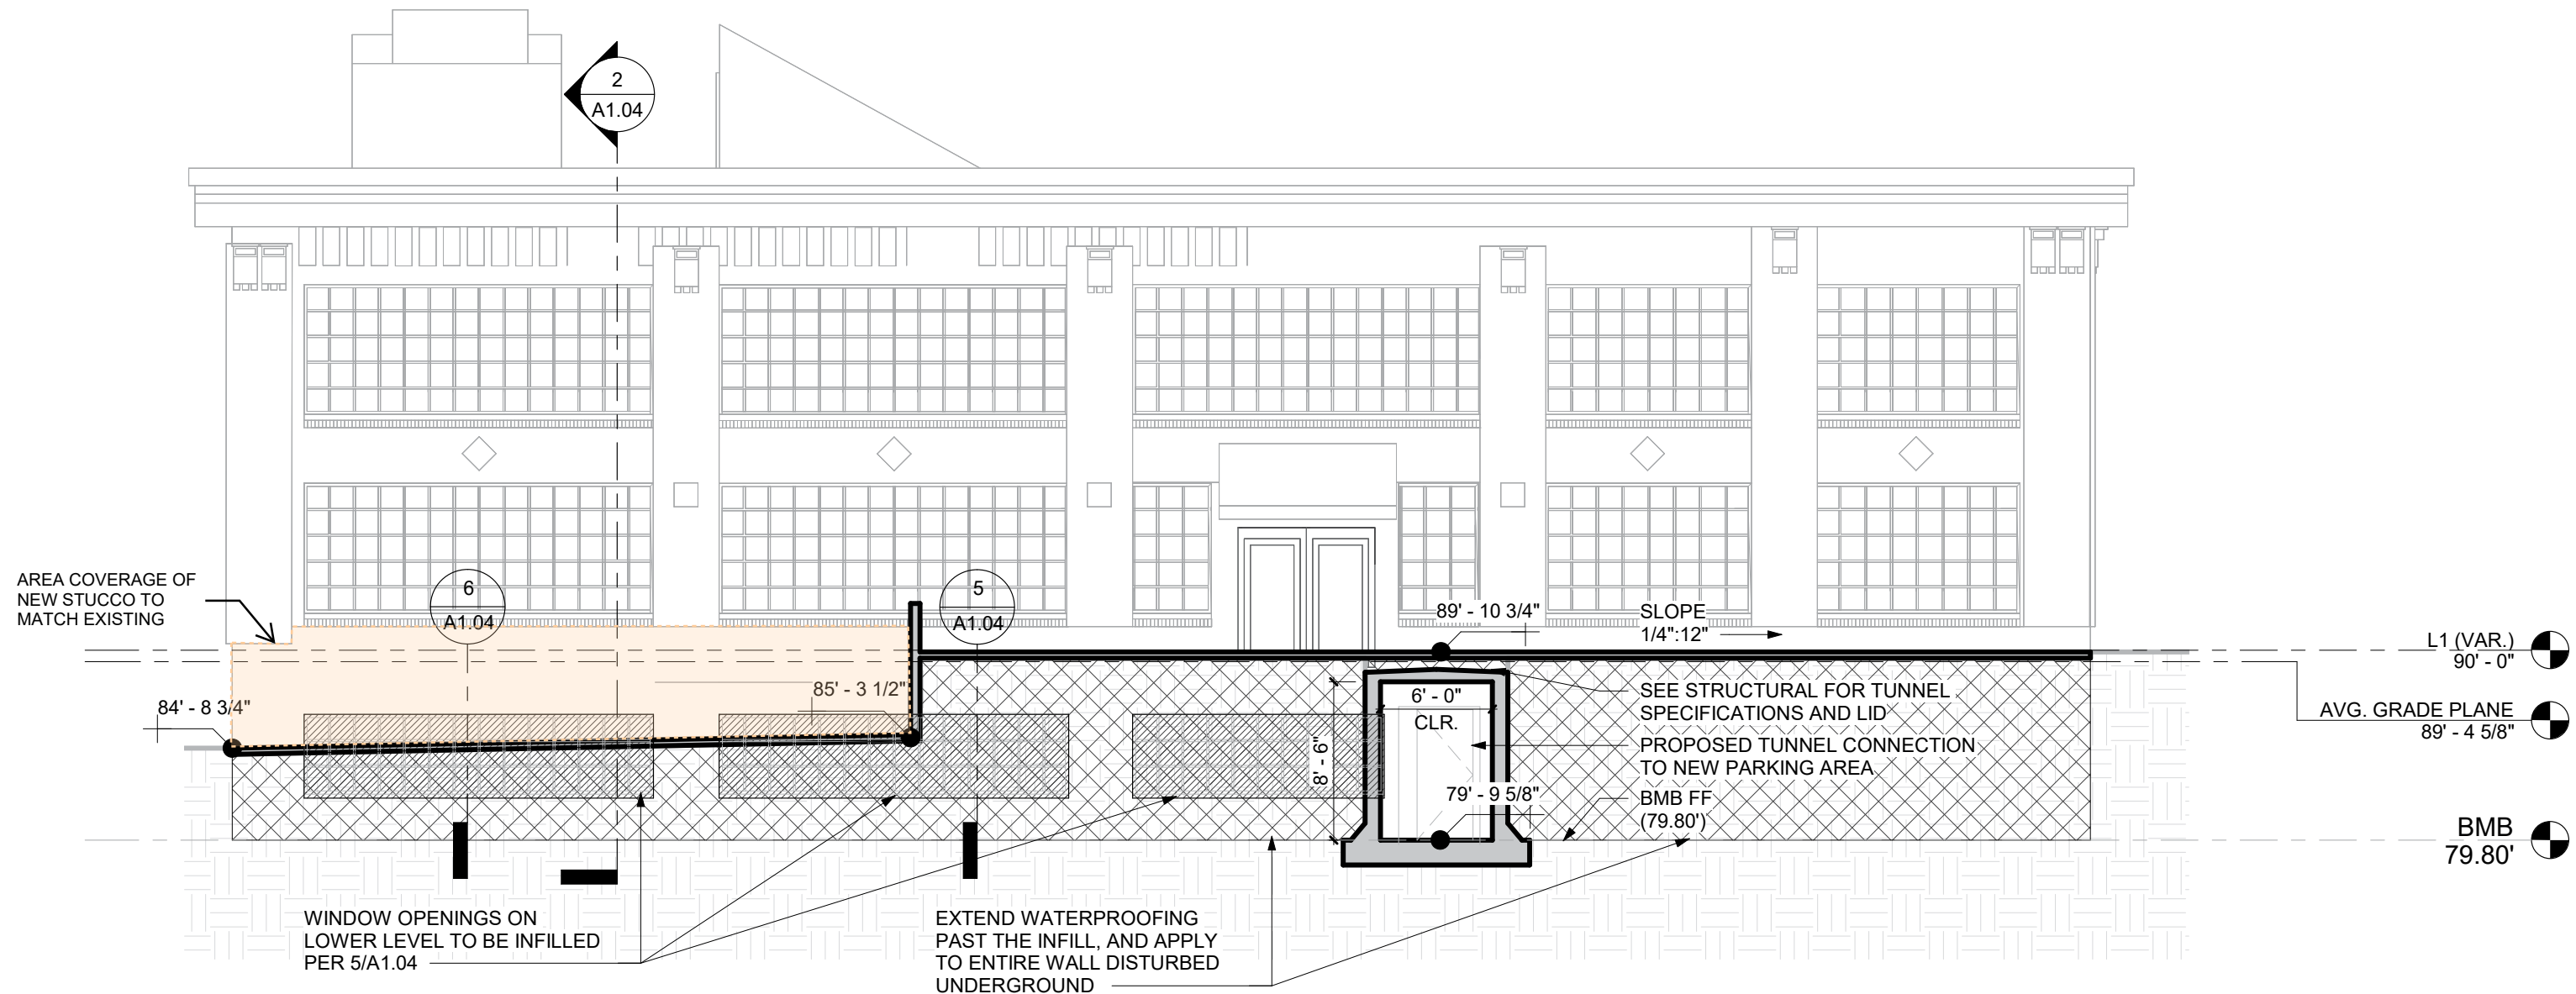 2
A1.04
AREA COVERAGE OF
NEW STUCCO TO
MATCH EXISTING
6
A1.04
5
A1.04
89' - 10 3/4"
SLOPE
1/4":12"
L1 (VAR.)
90' - 0"
84' - 8 3/4"
85' - 3 1/2"
6' - 0"
CLR.
8' - 6"
SEE STRUCTURAL FOR TUNNEL
SPECIFICATIONS AND LID
AVG. GRADE PLANE
89' - 4 5/8"
PROPOSED TUNNEL CONNECTION
TO NEW PARKING AREA
79' - 9 5/8"
BMB FF
(79.80')
BMB
79.80'
WINDOW OPENINGS ON
LOWER LEVEL TO BE INFILLED
PER 5/A1.04
EXTEND WATERPROOFING
PAST THE INFILL, AND APPLY
TO ENTIRE WALL DISTURBED
UNDERGROUND